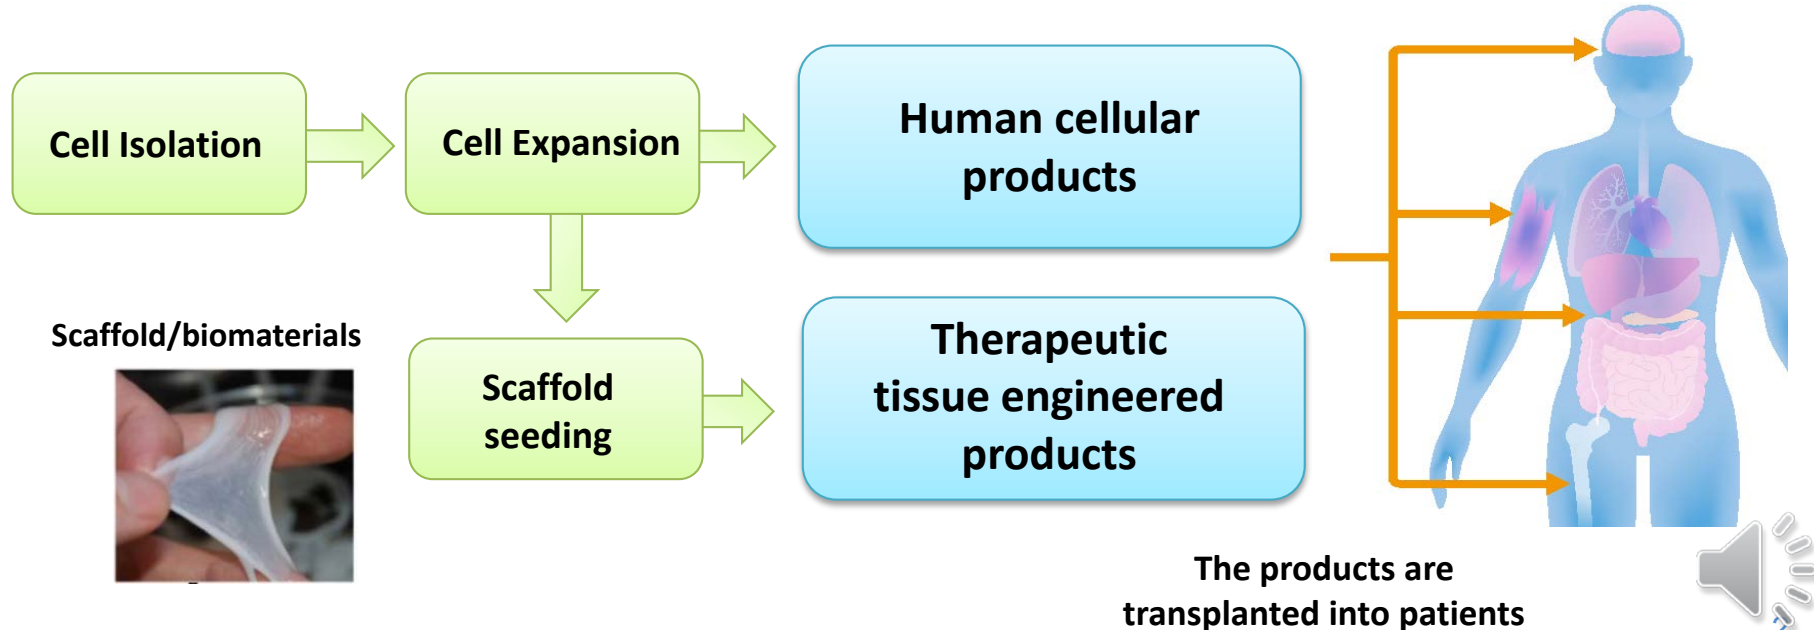 Cell Isolation
Cell Expansion
Human cellular
products
Scaffold/biomaterials
Scaffold
seeding
Therapeutic
tissue engineered
products
The products are
transplanted into patients